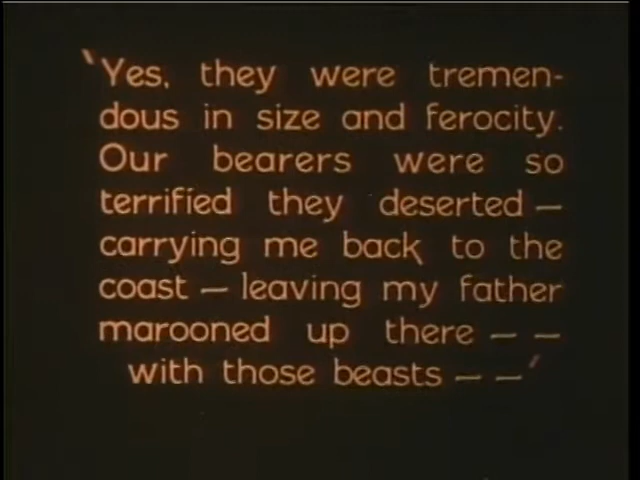 ‘Yes, they were tremen-
dous in size and ferocity.
Our bearers were so
terrified they deserted —
carrying me back to the
coast — leaving my father
marooned up there — —
with those beasts — —’